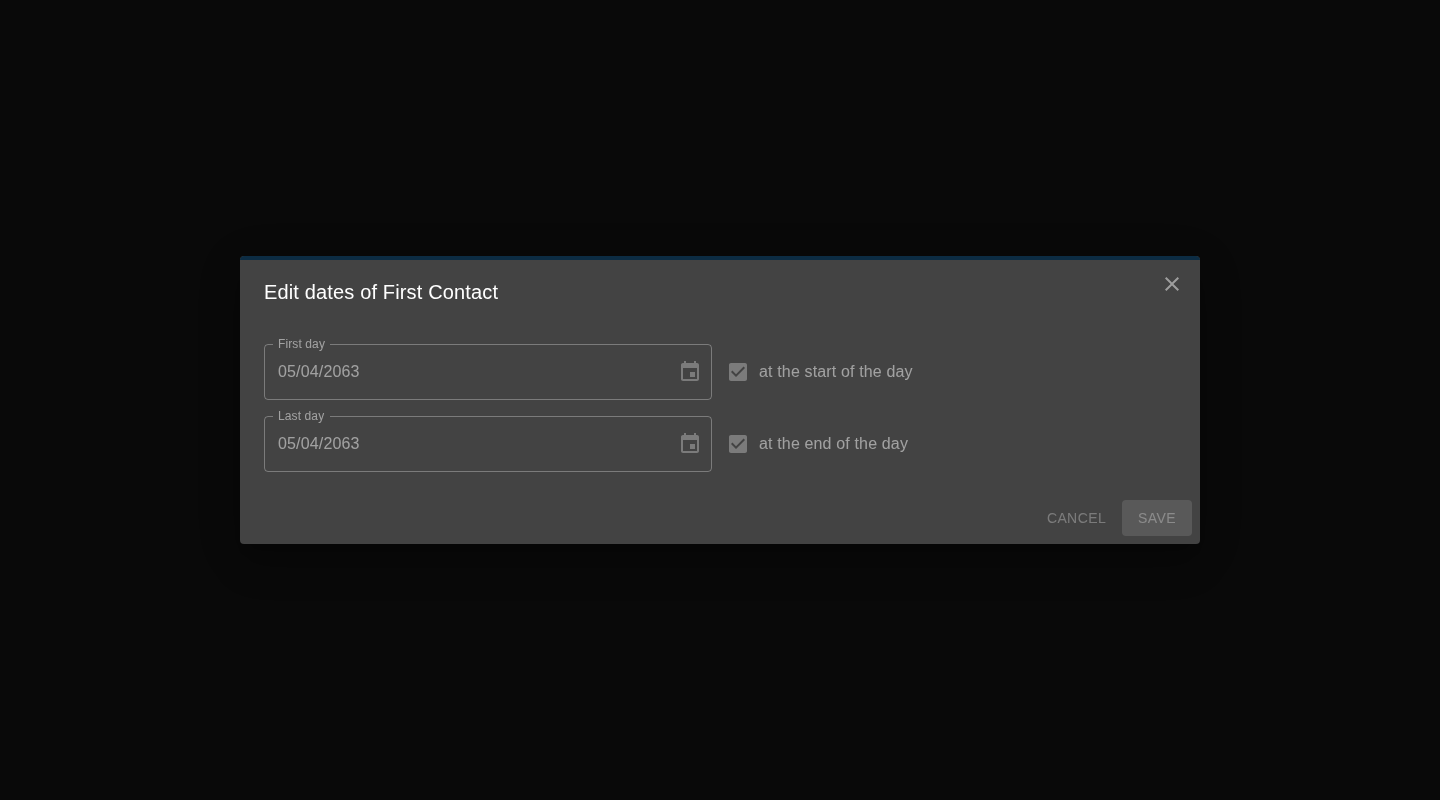 Edit dates of First Contact
First day
05/04/2063
at the start of the day
Last day
05/04/2063
at the end of the day
CANCEL
SAVE